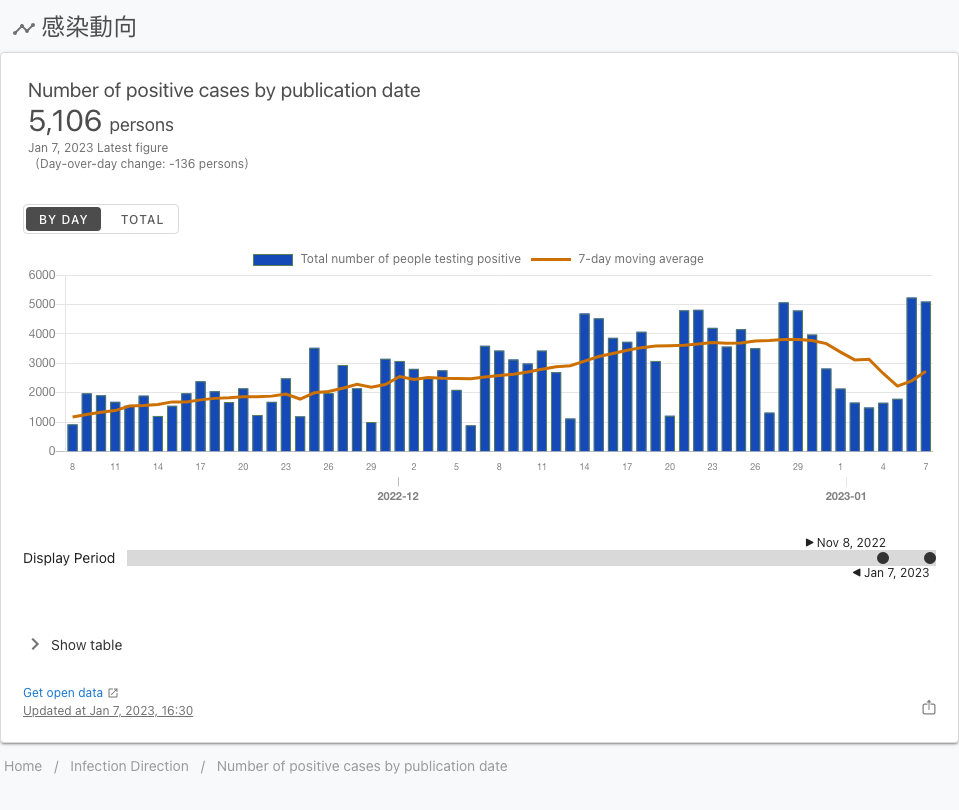 感染動向
Number of positive cases by publication date
5,106 persons
Jan 7, 2023 Latest figure
(Day-over-day change: -136 persons)
BY DAY TOTAL
Total number of people testing positive 7-day moving average
6000
5000
4000
3000
2000
1000
0
8 11 14 17 20 23 26 29 2 5 8 11 14 17 20 23 26 29 1 4 7
2022-12 2023-01
Nov 8, 2022
Display Period
Jan 7, 2023
Show table
Get open data
Updated at Jan 7, 2023, 16:30
Home / Infection Direction / Number of positive cases by publication date